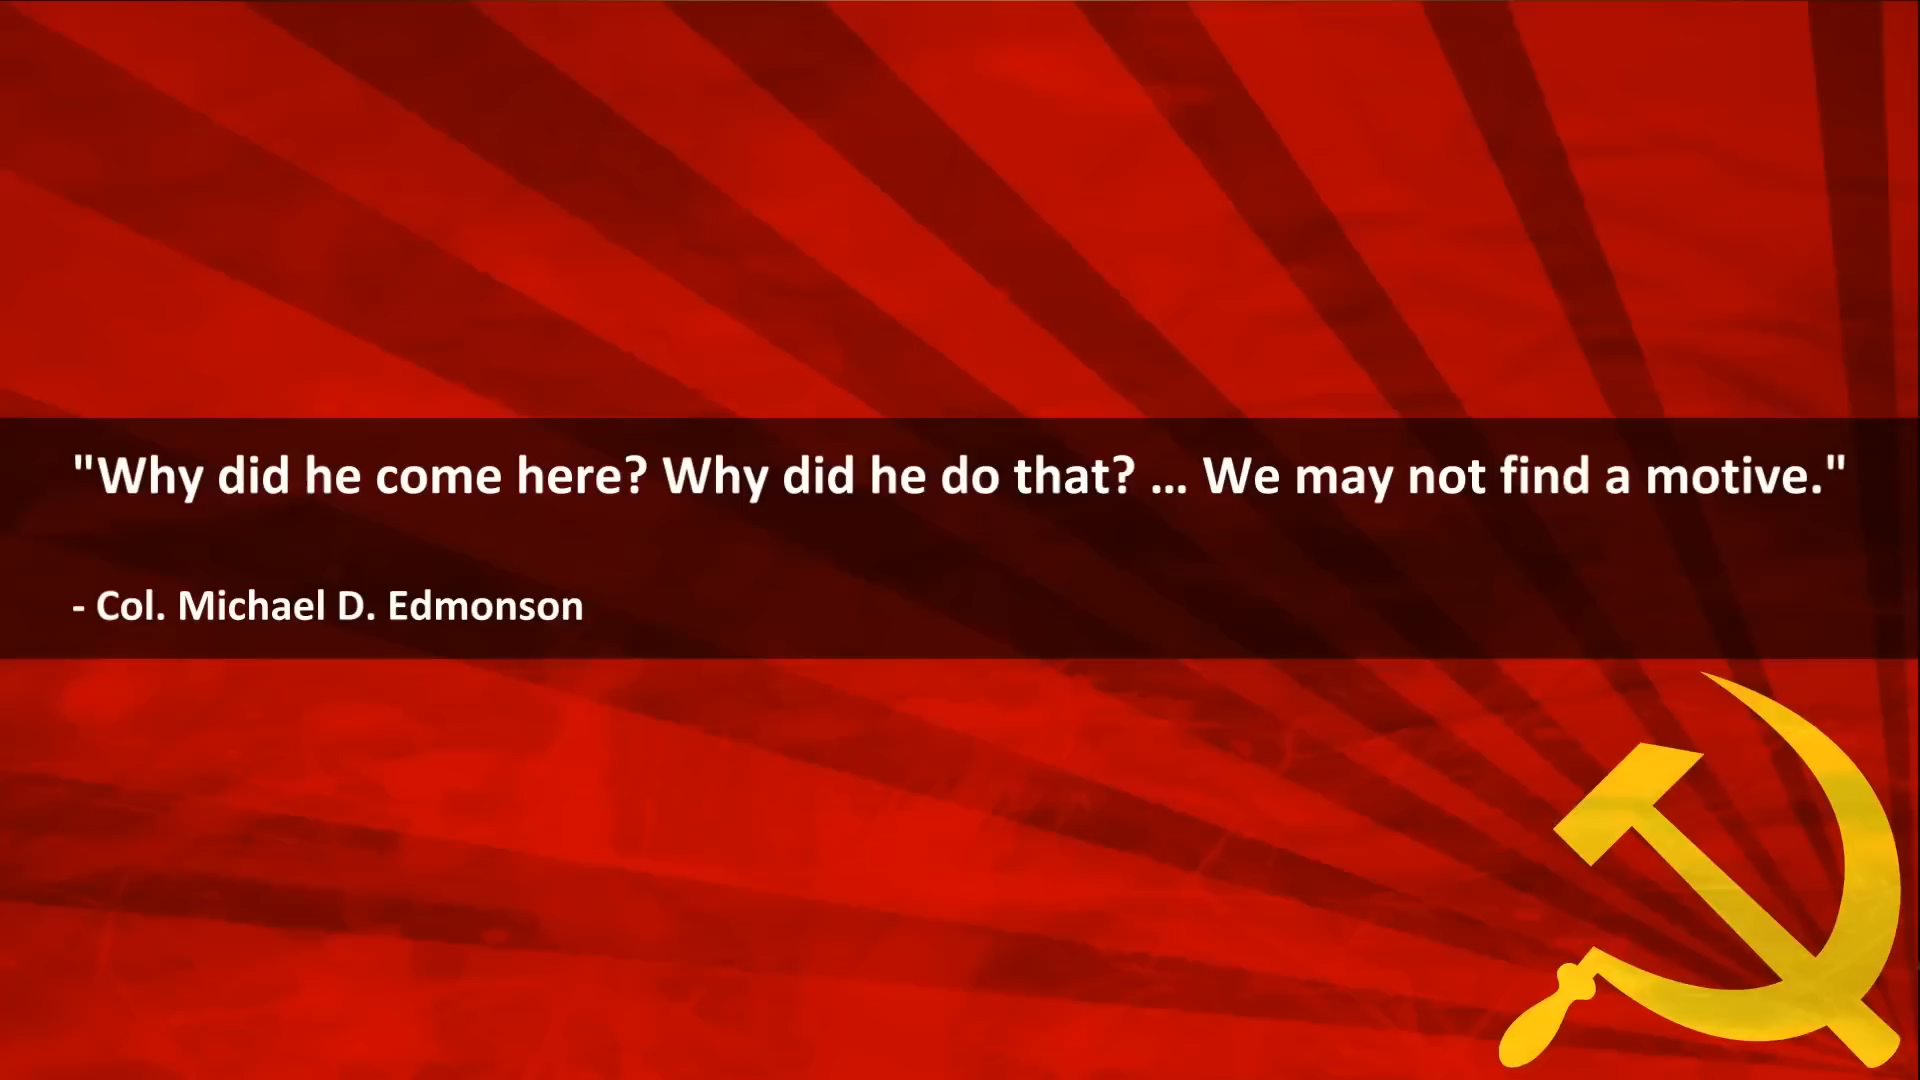 "Why did he come here? Why did he do that? ... We may not find a motive."
- Col. Michael D. Edmonson